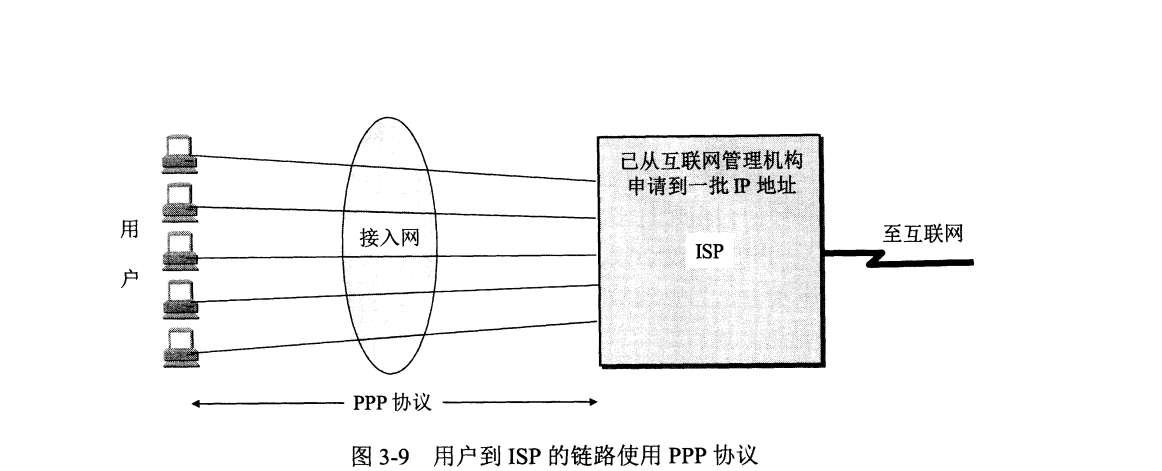 已从互联网管理机构
申请到一批 IP 地址
用
户
接入网
ISP
至互联网
PPP 协议
图 3-9 用户到 ISP 的链路使用 PPP 协议